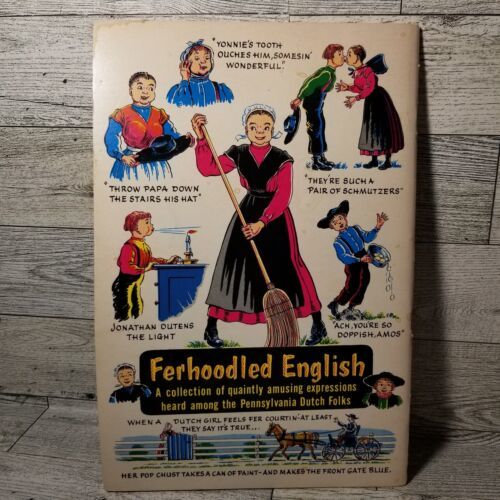 "YONNIE'S TOOTH
OUCHES HIM, SOMESIN'
WONDERFUL."
"THROW PAPA DOWN
THE STAIRS HIS HAT"
"THEY'RE SUCH A
PAIR OF SCHMUTZERS"
JONATHAN OUTENS
THE LIGHT
"ACH, YOU'RE SO
DOPPISH, AMOS"
Ferhoodled English
A collection of quaintly amusing expressions
heard among the Pennsylvania Dutch Folks
WHEN A DUTCH GIRL FEELS FER COURTIN'-AT LEAST
THEY SAY IT'S TRUE...
HER POP CHUST TAKES A CAN OF PAINT-AND MAKES THE FRONT GATE BLUE.